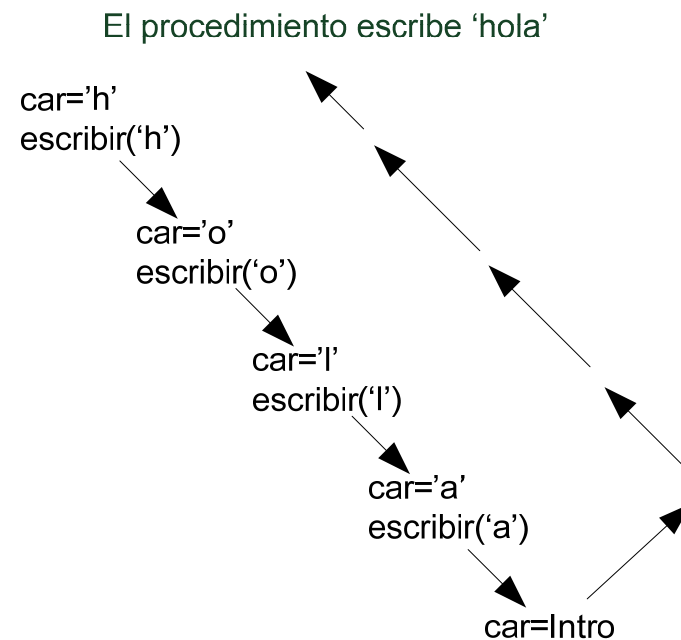 El procedimiento escribe ‘hola’
car=’h’
escribir(‘h’)
car=’o’
escribir(‘o’)
car=’l’
escribir(‘l’)
car=’a’
escribir(‘a’)
car=Intro